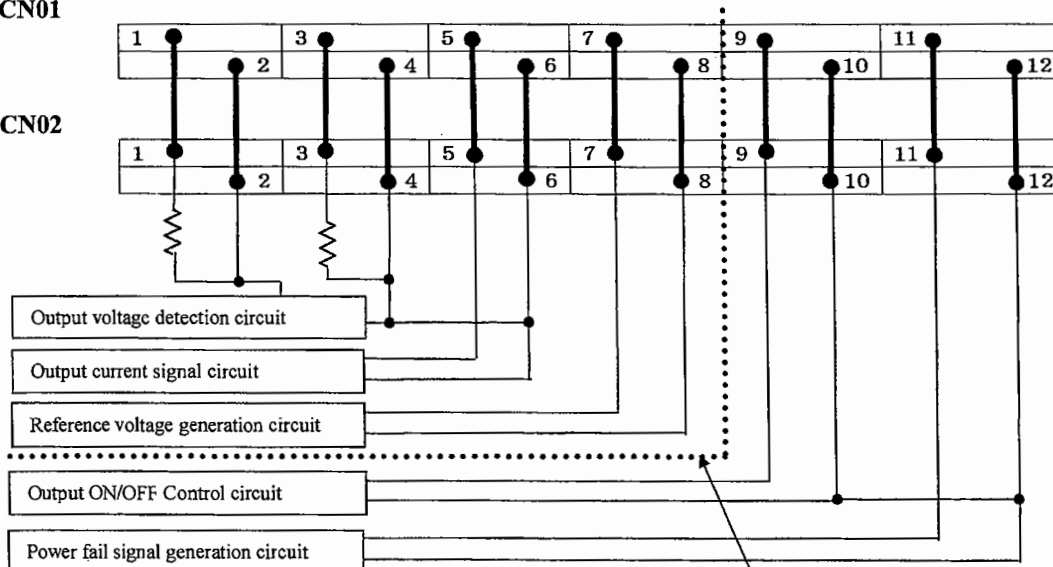 CN01
1 3 5 7 9 11
2 4 6 8 10 12
CN02
1 3 5 7 9 11
2 4 6 8 10 12
Output voltage detection circuit
Output current signal circuit
Reference voltage generation circuit
Output ON/OFF Control circuit
Power fail signal generation circuit